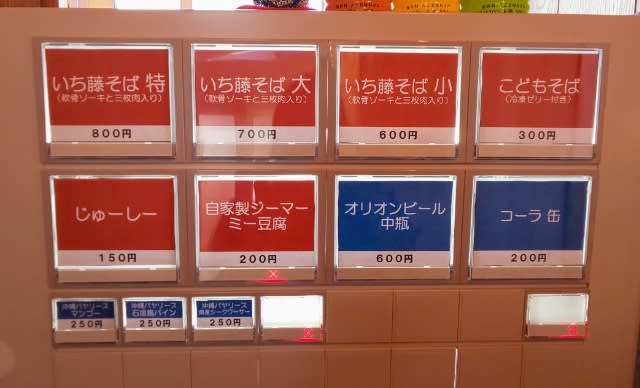 いち藤そば 特
(軟骨ソーキと三枚肉入り)
800円
いち藤そば 大
(軟骨ソーキと三枚肉入り)
700円
いち藤そば 小
(軟骨ソーキと三枚肉入り)
600円
こどもそば
(冷凍ゼリー付き)
300円
じゅーしー
150円
自家製ジーマー
ミー豆腐
200円
オリオンビール
中瓶
600円
コーラ 缶
200円
沖縄バヤリース
マンゴー
250円
沖縄バヤリース
石垣島パイン
250円
沖縄バヤリース
県産シークヮーサー
250円